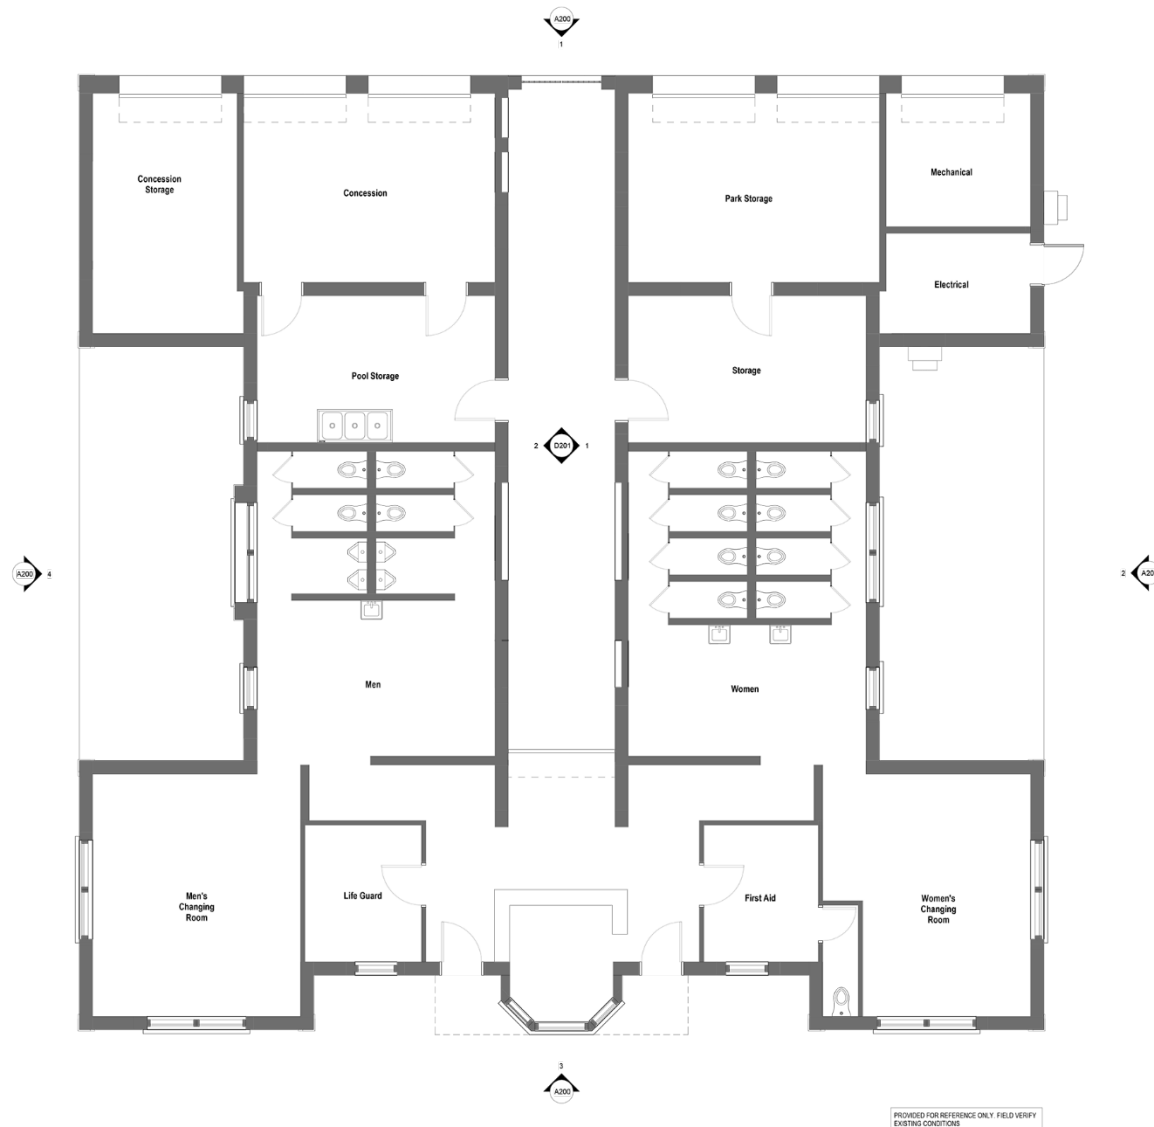 A200
1
Concession
Storage
Concession
Park Storage
Mechanical
Electrical
Pool Storage
Storage
2
D201
1
A200
4
2
A20
Men
Women
Men's
Changing
Room
Life Guard
First Aid
Women's
Changing
Room
3
A200
PROVIDED FOR REFERENCE ONLY. FIELD VERIFY
EXISTING CONDITIONS